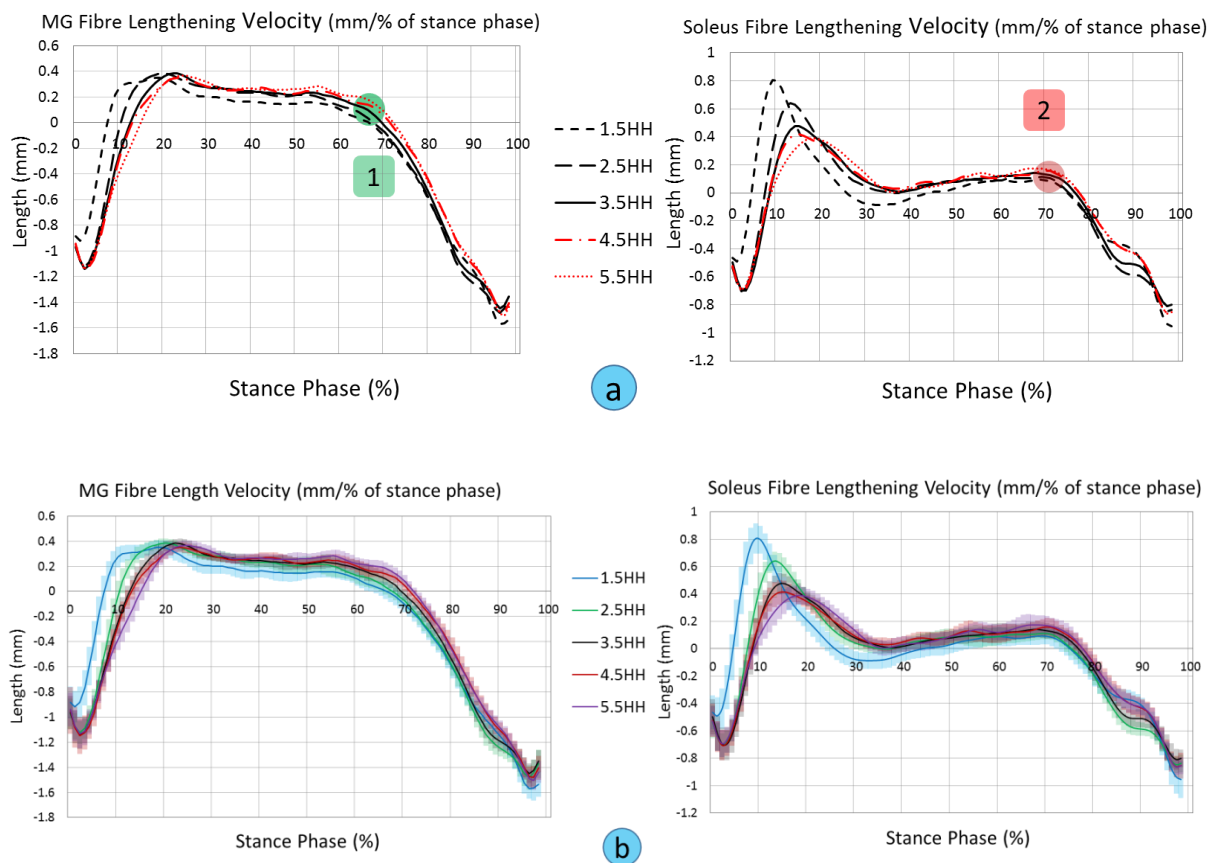 MG Fibre Lengthening Velocity (mm/% of stance phase)
Soleus Fibre Lengthening Velocity (mm/% of stance phase)
0.6
0.4
0.2
0
-0.2
-0.4
-0.6
-0.8
-1
-1.2
-1.4
-1.6
-1.8
0 10 20 30 40 50 60 70 80 90 100
Length (mm)
Stance Phase (%)
1
1.5HH
2.5HH
3.5HH
4.5HH
5.5HH
1
0.8
0.6
0.4
0.2
0
-0.2
-0.4
-0.6
-0.8
-1
-1.2
0 10 20 30 40 50 60 70 80 90 100
Length (mm)
Stance Phase (%)
2
a
MG Fibre Length Velocity (mm/% of stance phase)
Soleus Fibre Lengthening Velocity (mm/% of stance phase)
0.6
0.4
0.2
0
-0.2
-0.4
-0.6
-0.8
-1
-1.2
-1.4
-1.6
-1.8
0 10 20 30 40 50 60 70 80 90 100
Length (mm)
Stance Phase (%)
1.5HH
2.5HH
3.5HH
4.5HH
5.5HH
1
0.8
0.6
0.4
0.2
0
-0.2
-0.4
-0.6
-0.8
-1
-1.2
0 10 20 30 40 50 60 70 80 90 100
Length (mm)
Stance Phase (%)
b